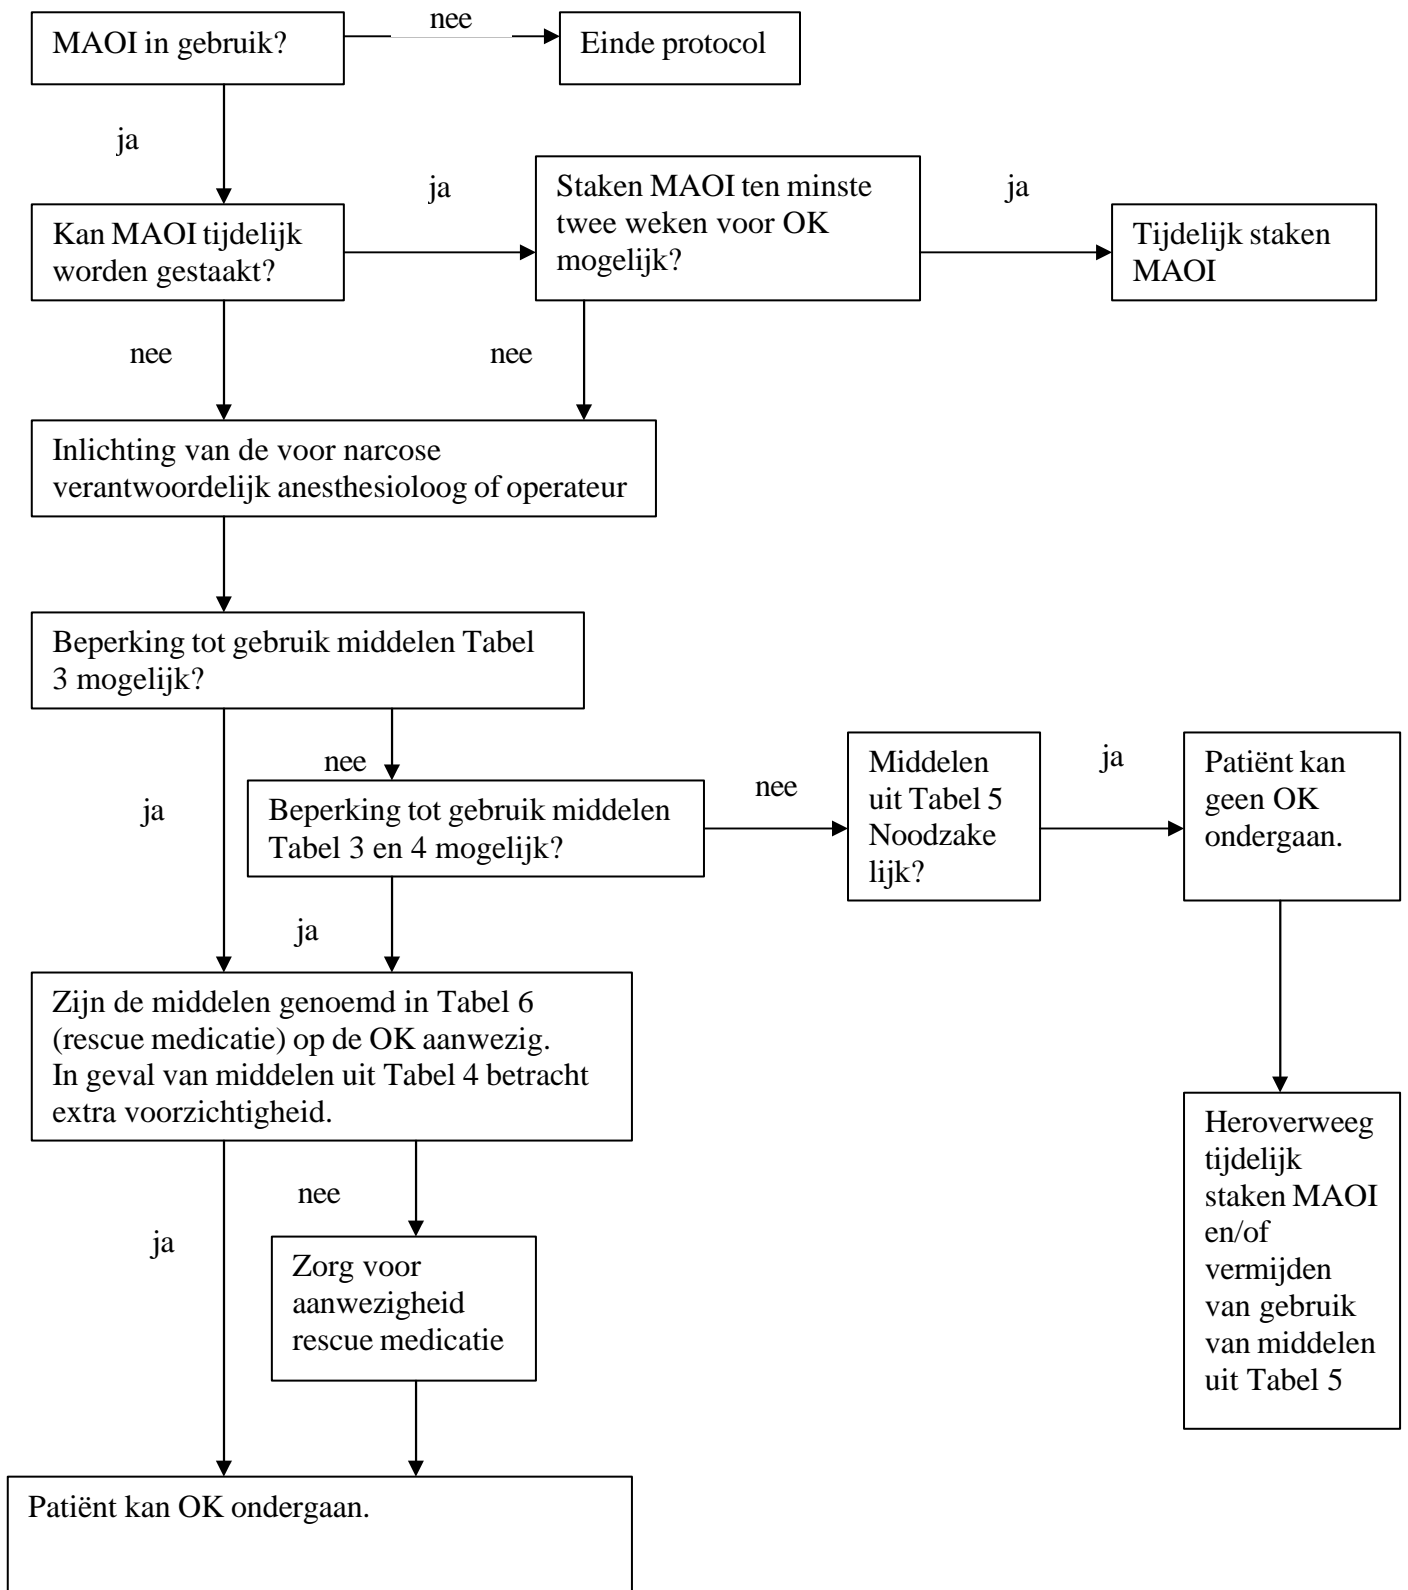 MAOI in gebruik?
nee
Einde protocol
ja
Kan MAOI tijdelijk
worden gestaakt?
ja
Staken MAOI ten minste
twee weken voor OK
mogelijk?
ja
Tijdelijk staken
MAOI
nee
nee
Inlichting van de voor narcose
verantwoordelijk anesthesioloog of operateur
Beperking tot gebruik middelen Tabel
3 mogelijk?
ja
nee
Beperking tot gebruik middelen
Tabel 3 en 4 mogelijk?
nee
Middelen
uit Tabel 5
Noodzake
lijk?
ja
Patiënt kan
geen OK
ondergaan.
ja
Zijn de middelen genoemd in Tabel 6
(rescue medicatie) op de OK aanwezig.
In geval van middelen uit Tabel 4 betracht
extra voorzichtigheid.
Heroverweeg
tijdelijk
staken MAOI
en/of
vermijden
van gebruik
van middelen
uit Tabel 5
ja
nee
Zorg voor
aanwezigheid
rescue medicatie
Patiënt kan OK ondergaan.